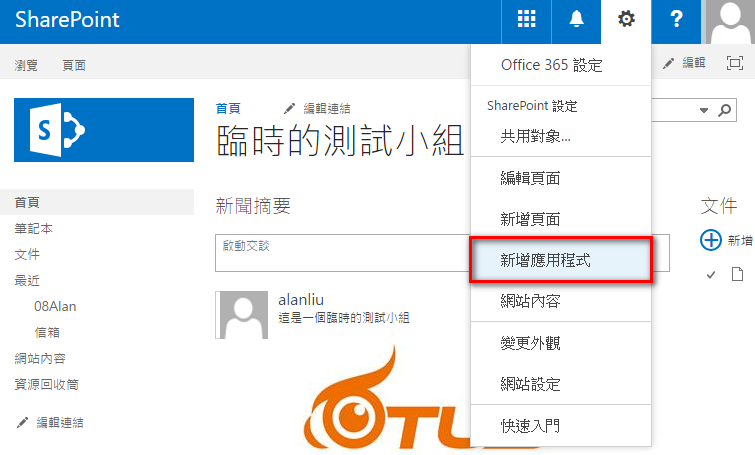 SharePoint
?
瀏覽 頁面
編輯
Office 365 設定
SharePoint 設定
共用對象...
編輯頁面
新增頁面
新增應用程式
網站內容
變更外觀
網站設定
快速入門
S
首頁 編輯連結
臨時的測試小組
首頁
筆記本
文件
最近
08Alan
信箱
網站內容
資源回收筒
編輯連結
新聞摘要
啟動交談
alanliu
這是一個臨時的測試小組
文件
新增